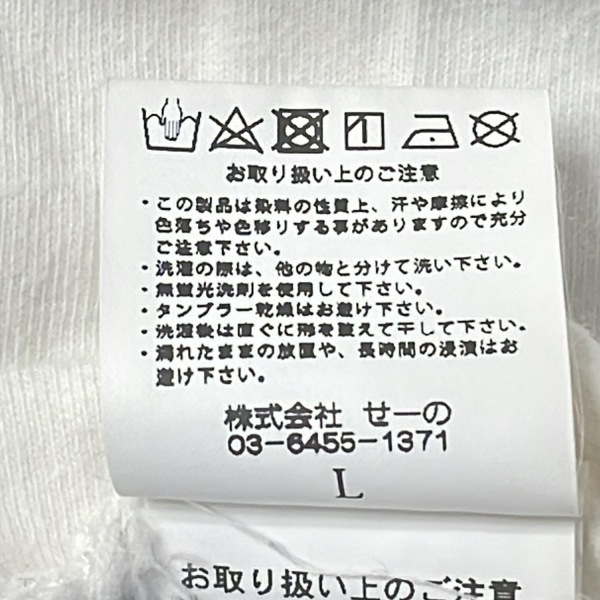 お取り扱い上のご注意
・この製品は染料の性質上、汗や摩擦により
色落ちや色移りする事がありますので充分
ご注意下さい。
・洗濯の際は、他の物と分けて洗い下さい。
・無蛍光洗剤を使用して下さい。
・タンブラー乾燥はお避け下さい。
・洗濯後は直ぐに形を整えて干して下さい。
・濡れたままの放置や、長時間の浸漬はお
避け下さい。
株式会社 せーの
03-6455-1371
L
お取り扱い上のご注意